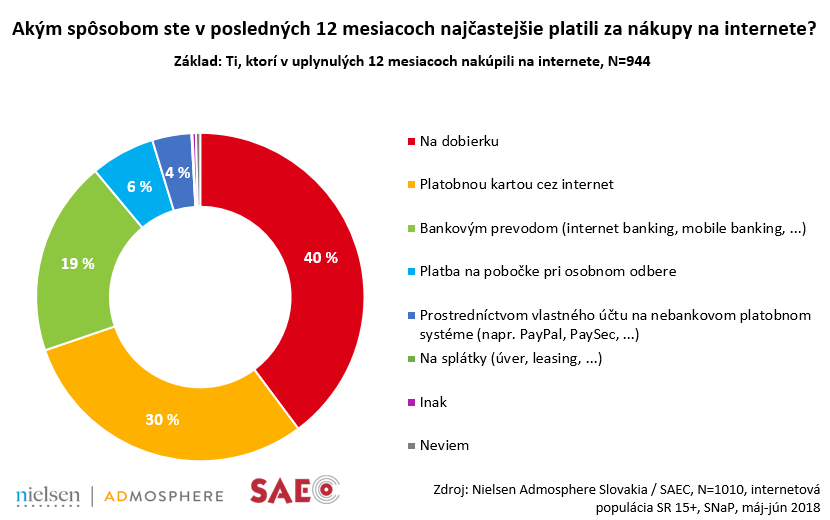 Akým spôsobom ste v posledných 12 mesiacoch najčastejšie platili za nákupy na internete?
Základ: Ti, ktorí v uplynulých 12 mesiacoch nakúpili na internete, N=944
40 %
30 %
19 %
6 %
4 %
Na dobierku
Platobnou kartou cez internet
Bankovým prevodom (internet banking, mobile banking, ...)
Platba na pobočke pri osobnom odbere
Prostredníctvom vlastného účtu na nebankovom platobnom
systéme (napr. PayPal, PaySec, ...)
Na splátky (úver, leasing, ...)
Inak
Neviem
nielsen | ADMOSPHERE
SAEC
Zdroj: Nielsen Admosphere Slovakia / SAEC, N=1010, internetová
populácia SR 15+, SNaP, máj-jún 2018